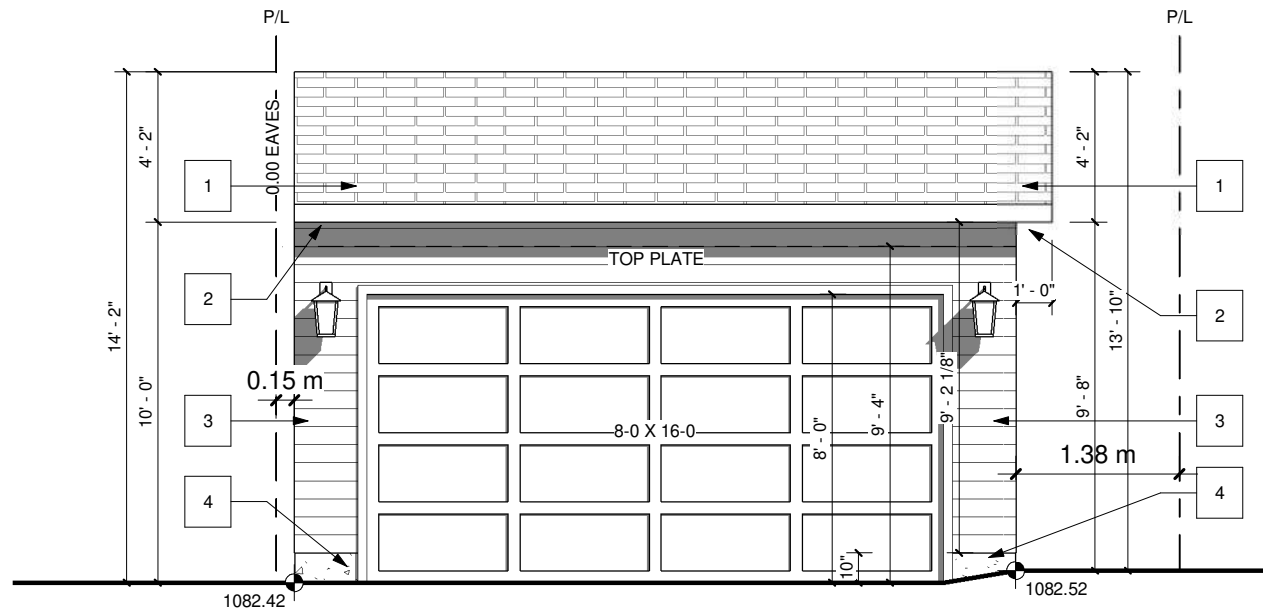 P/L
P/L
0.00 EAVES
4' - 2"
4' - 2"
1
1
TOP PLATE
2
1' - 0"
2
14' - 2"
13' - 10"
0.15 m
10' - 0"
9' - 2 1/8"
9' - 4"
9' - 8"
8' - 0"
3
8-0 X 16-0
3
1.38 m
4
4
10"
1082.42
1082.52